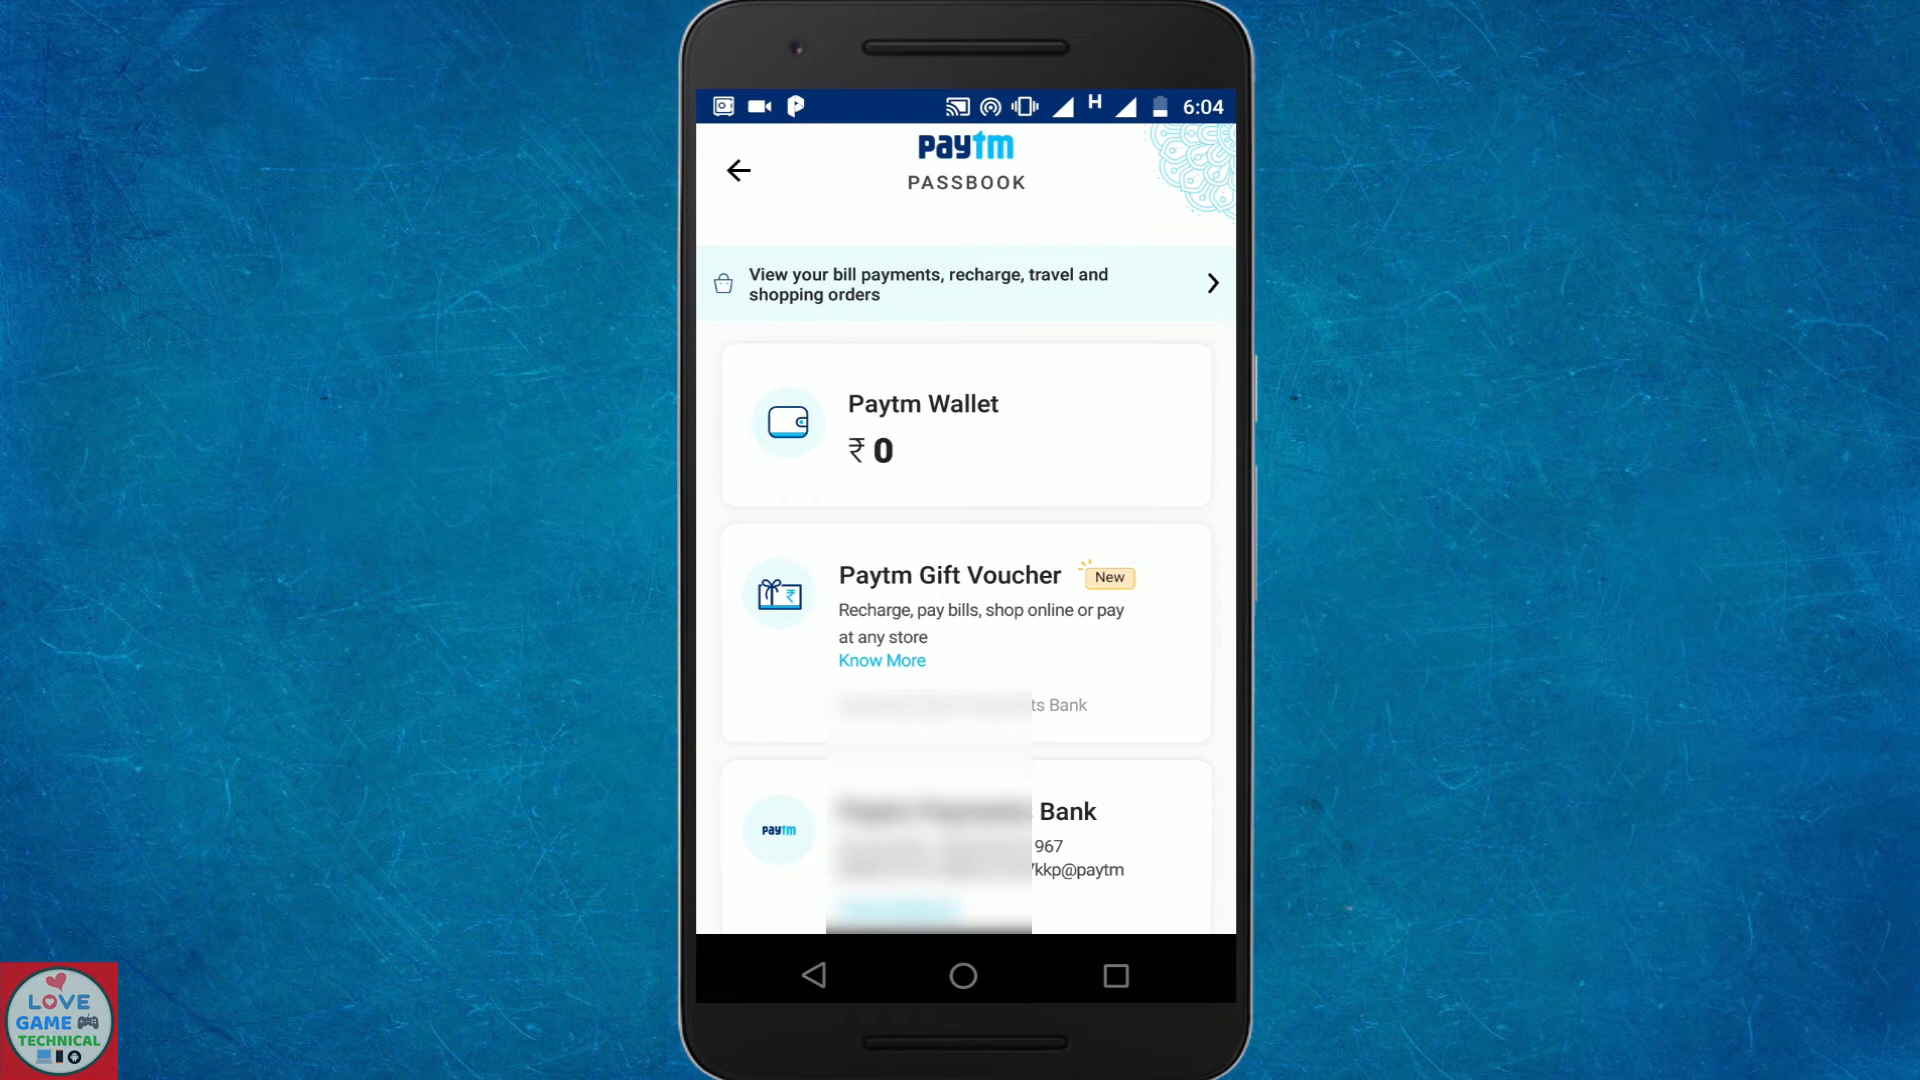 H 6:04
paytm
PASSBOOK
View your bill payments, recharge, travel and
shopping orders
Paytm Wallet
₹ 0
Paytm Gift Voucher New
Recharge, pay bills, shop online or pay
at any store
Know More
ts Bank
paytm
Bank
967
kkp@paytm
LOVE
GAME
TECHNICAL